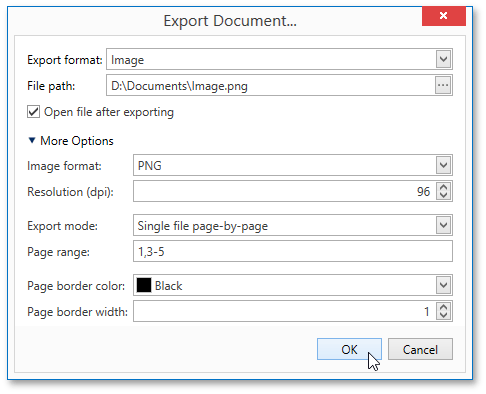 Export Document...
Export format: Image
File path: D:\Documents\Image.png
Open file after exporting
More Options
Image format: PNG
Resolution (dpi): 96
Export mode: Single file page-by-page
Page range: 1,3-5
Page border color: Black
Page border width: 1
OK Cancel